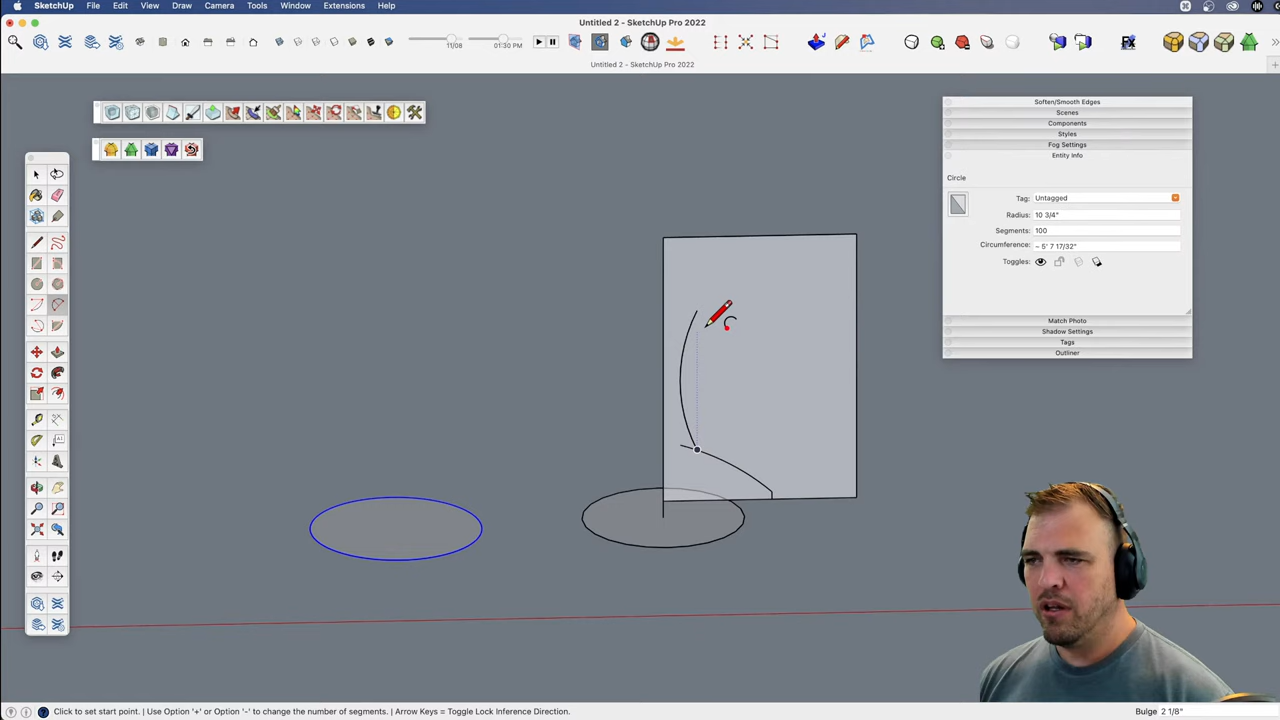 SketchUp File Edit View Draw Camera Tools Window Extensions Help
Untitled 2 - SketchUp Pro 2022
11/08 01:30 PM
Untitled 2 - SketchUp Pro 2022
Soften/Smooth Edges
Scenes
Components
Styles
Fog Settings
Entity Info
Circle
Tag: Untagged
Radius: 10 3/4"
Segments: 100
Circumference: ~ 5' 7 17/32"
Toggles:
Match Photo
Shadow Settings
Tags
Outliner
Click to set start point. | Use Option '+' or Option '-' to change the number of segments. | Arrow Keys = Toggle Lock Inference Direction.
Bulge 2 1/8"